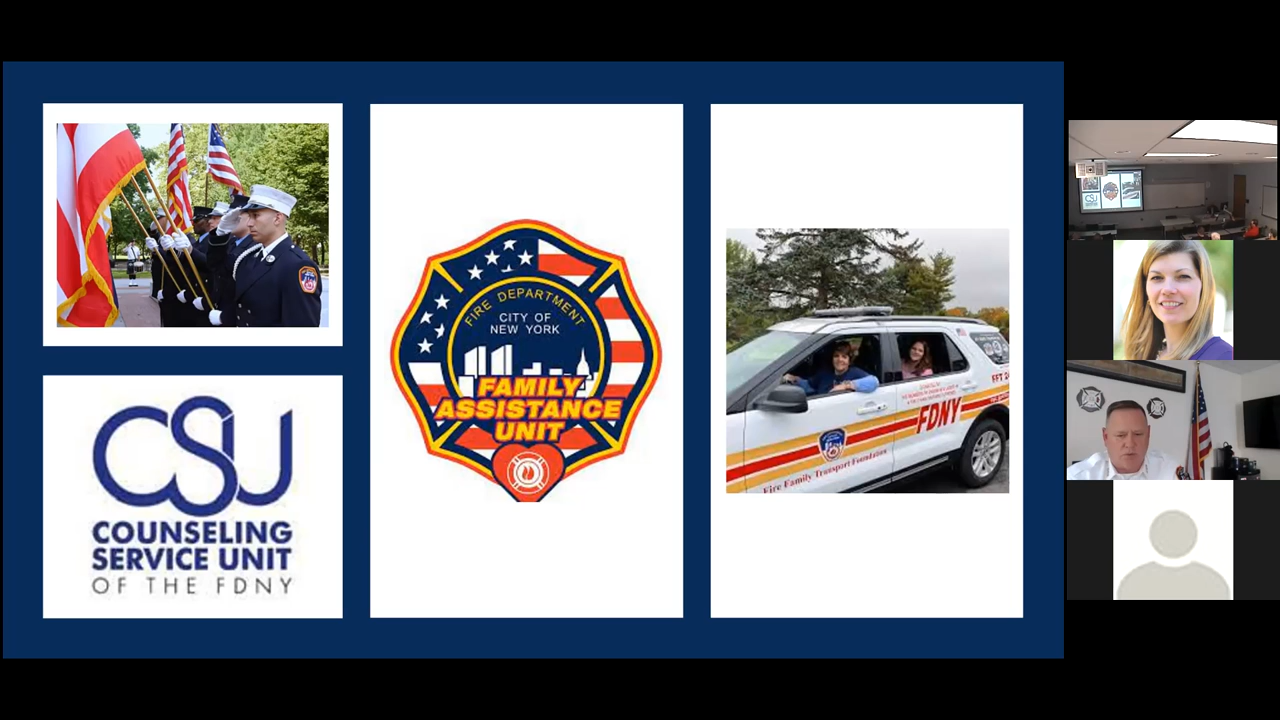 CSU
COUNSELING
SERVICE UNIT
OF THE FDNY
FIRE DEPARTMENT
CITY OF
NEW YORK
FAMILY
ASSISTANCE
UNIT
FDNY
Fire Family Transport Foundation